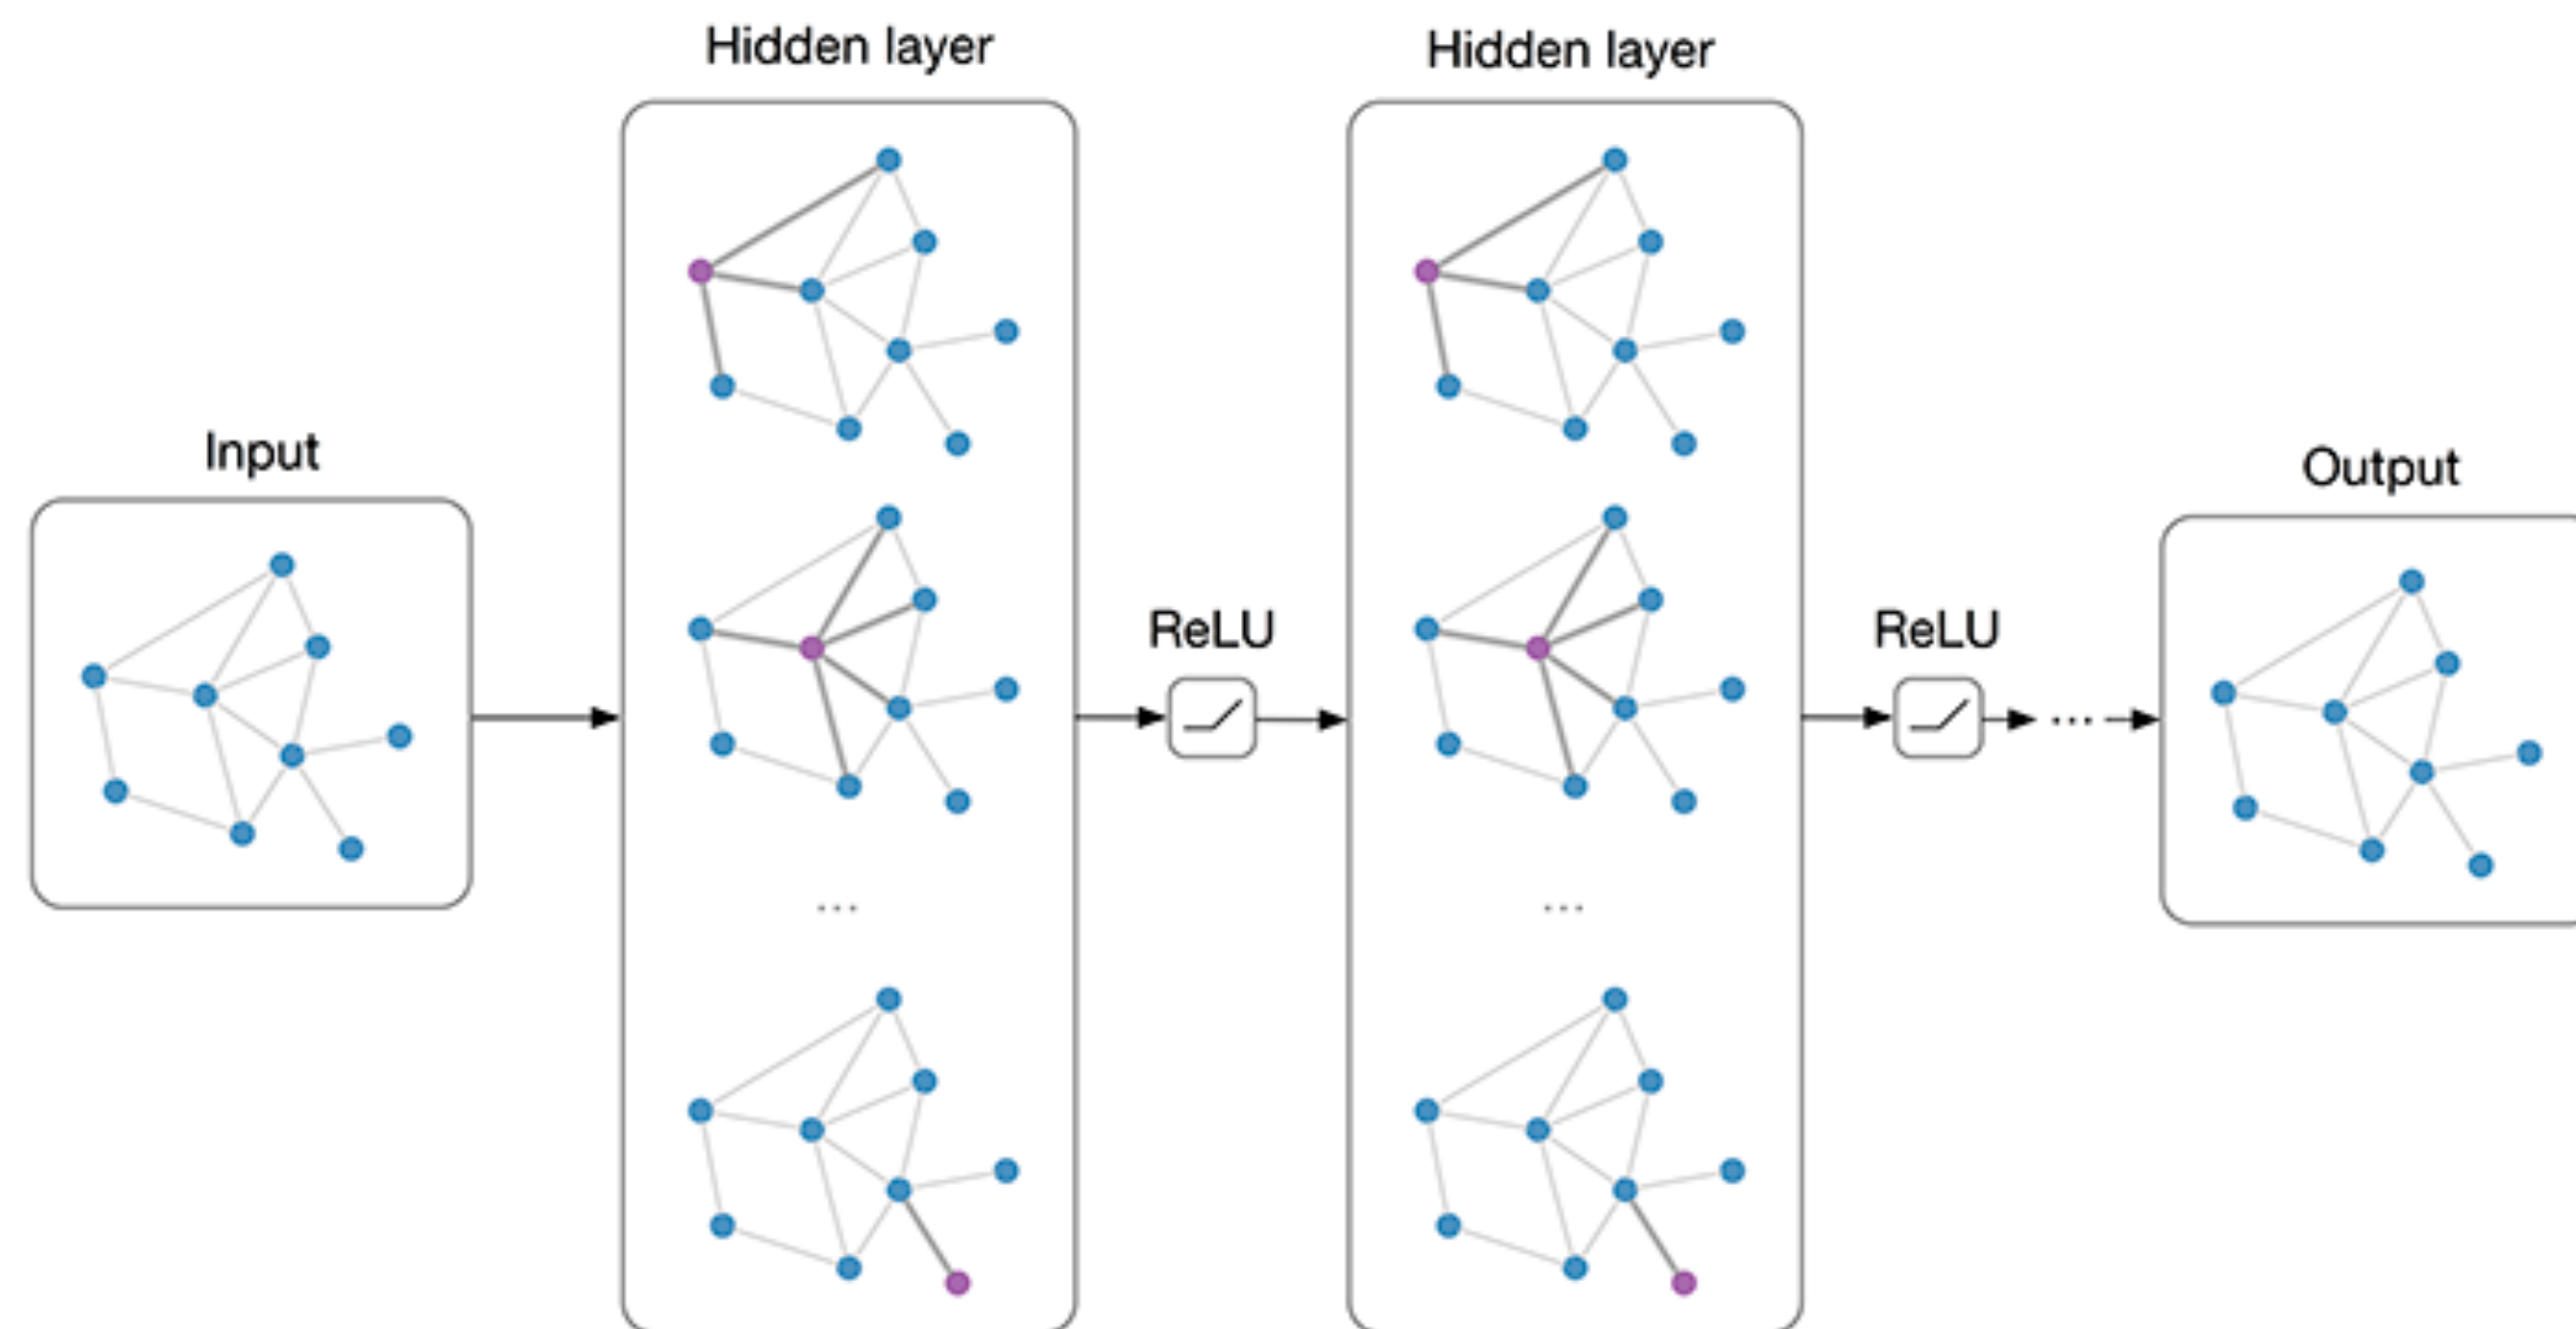 Input
Hidden layer
...
ReLU
Hidden layer
...
ReLU
...
Output